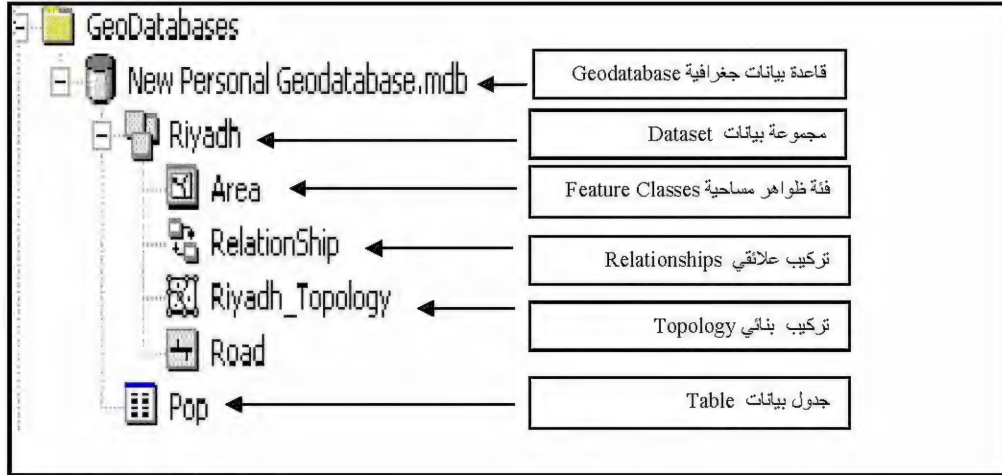 GeoDatabases
New Personal Geodatabase.mdb
قاعدة بيانات جغرافية Geodatabase
Riyadh
مجموعة بيانات Dataset
Area
فئة ظواهر مساحية Feature Classes
RelationShip
تركيب علائقي Relationships
Riyadh_Topology
تركيب بنائي Topology
Road
Pop
جدول بيانات Table